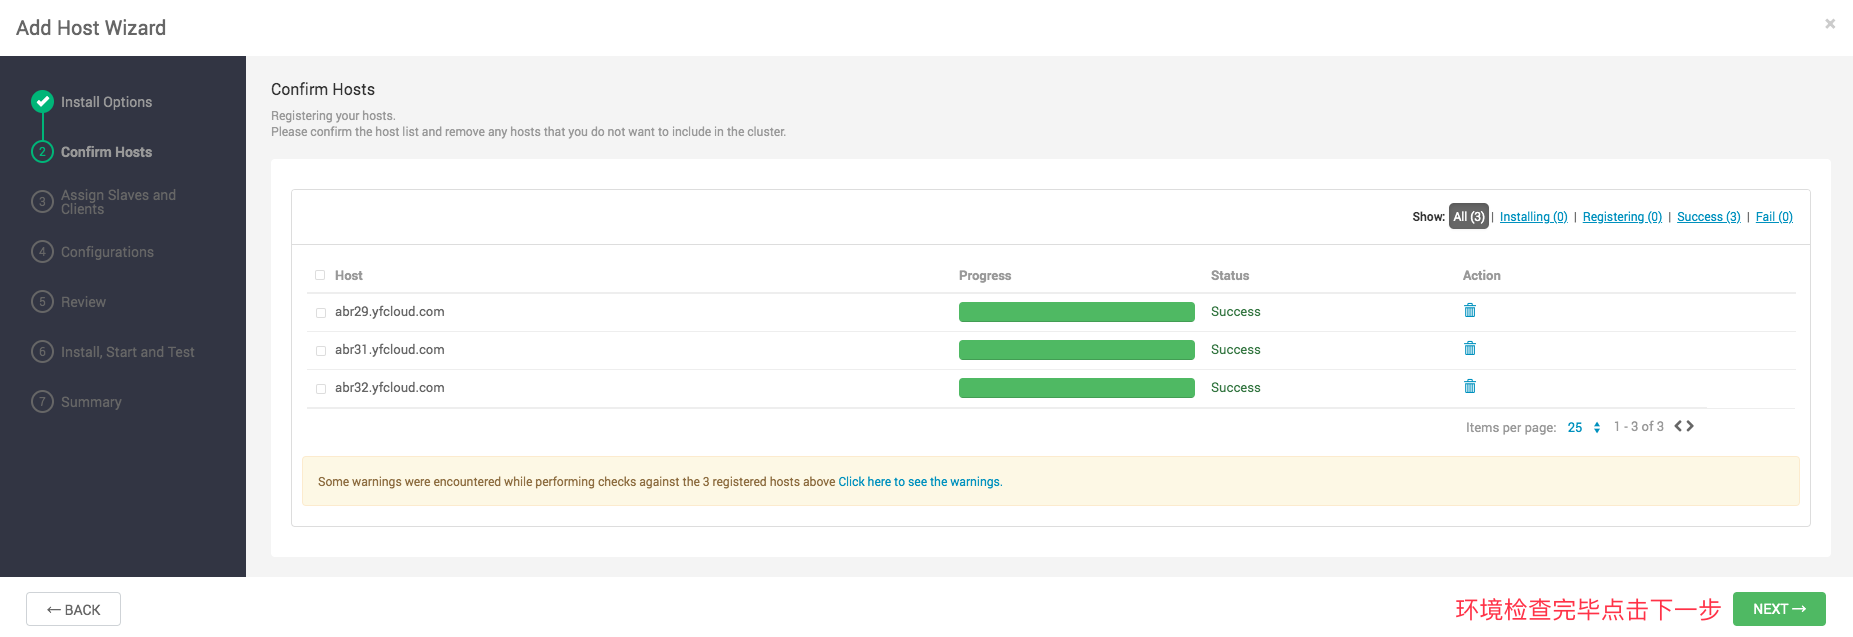 Add Host Wizard
×
Install Options
2 Confirm Hosts
3 Assign Slaves and
Clients
4 Configurations
5 Review
6 Install, Start and Test
7 Summary
Confirm Hosts
Registering your hosts.
Please confirm the host list and remove any hosts that you do not want to include in the cluster.
Show: All (3) | Installing (0) | Registering (0) | Success (3) | Fail (0)
Host Progress Status Action
abr29.yfcloud.com Success
abr31.yfcloud.com Success
abr32.yfcloud.com Success
Items per page: 25 1 - 3 of 3
Some warnings were encountered while performing checks against the 3 registered hosts above Click here to see the warnings.
← BACK
环境检查完毕点击下一步
NEXT →